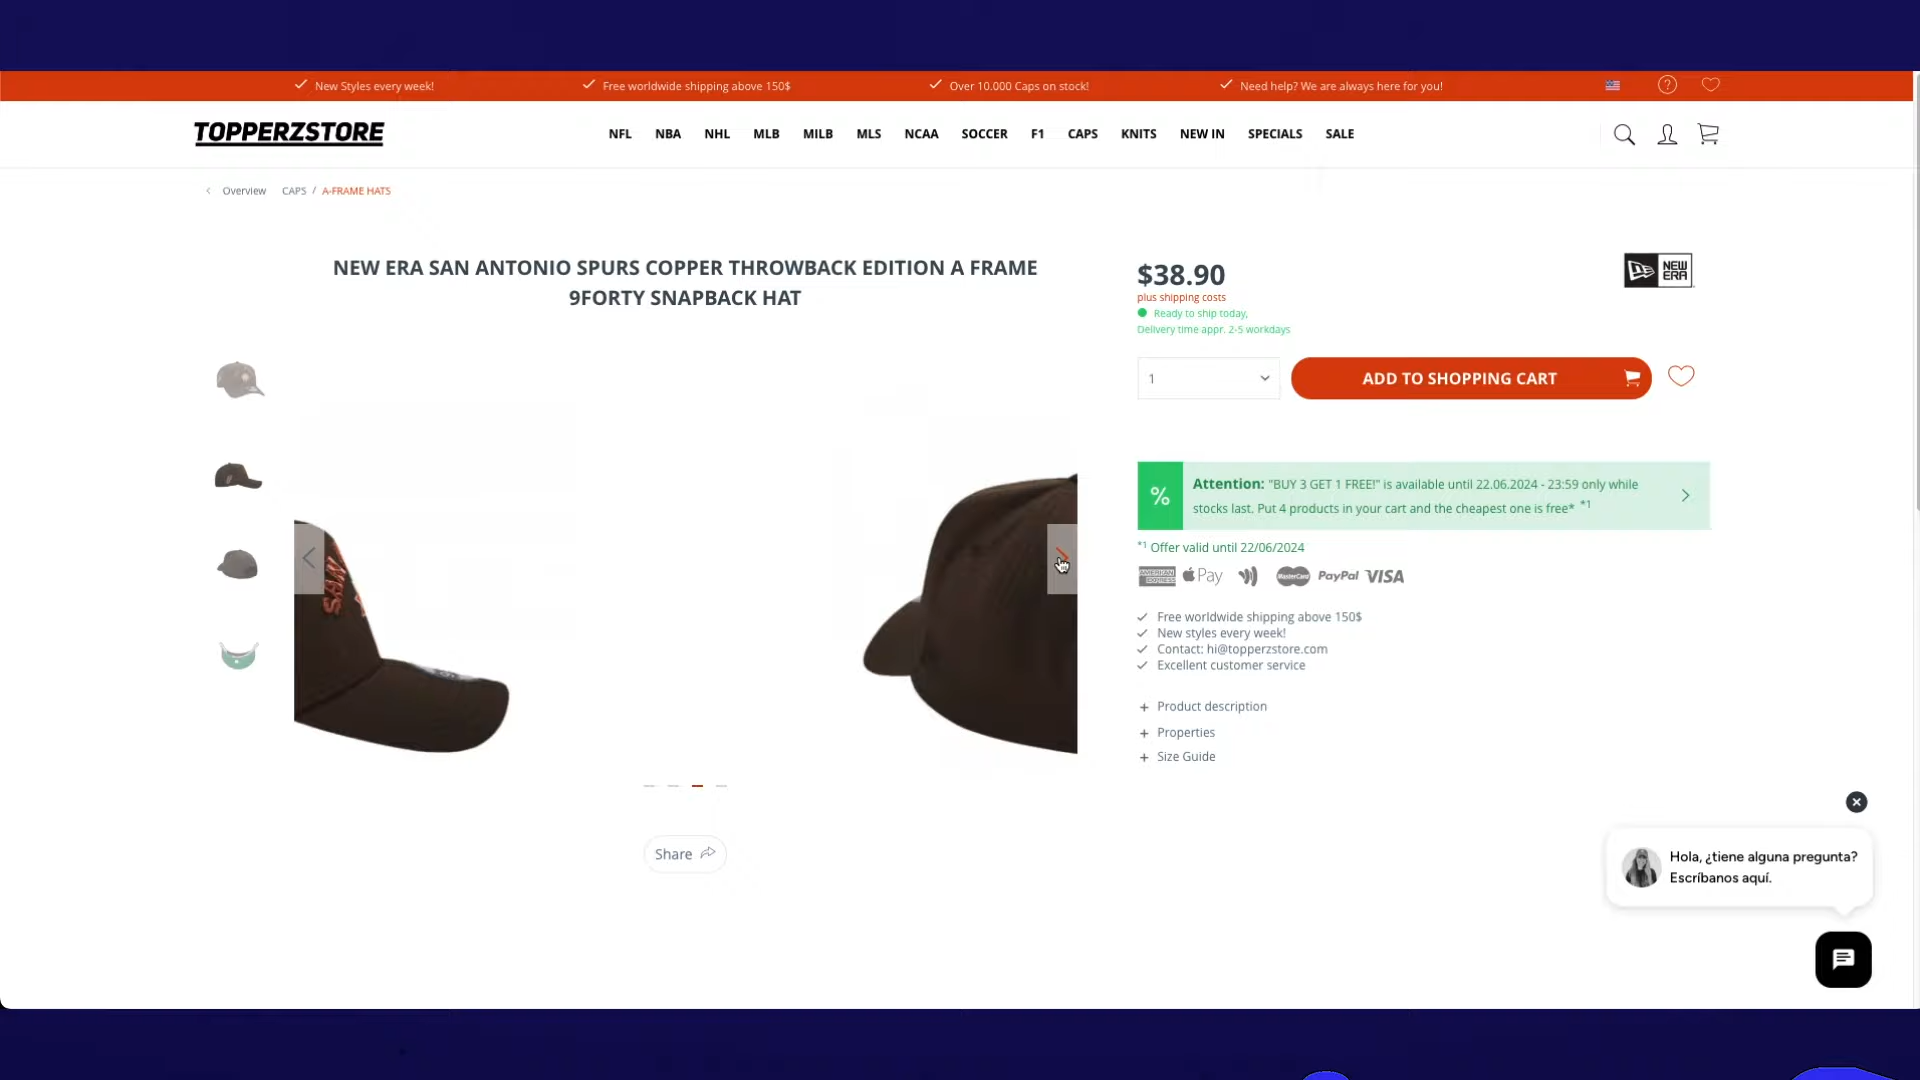 New Styles every week!
Free worldwide shipping above 150$
Over 10.000 Caps on stock!
Need help? We are always here for you!
TOPPERZSTORE
NFL NBA NHL MLB MILB MLS NCAA SOCCER F1 CAPS KNITS NEW IN SPECIALS SALE
Overview CAPS / A-FRAME HATS
NEW ERA SAN ANTONIO SPURS COPPER THROWBACK EDITION A FRAME
9FORTY SNAPBACK HAT
$38.90
NEW ERA
plus shipping costs
Ready to ship today,
Delivery time appr. 2-5 workdays
1
ADD TO SHOPPING CART
SAN
% Attention: "BUY 3 GET 1 FREE!" is available until 22.06.2024 - 23:59 only while
stocks last. Put 4 products in your cart and the cheapest one is free* *1
*1 Offer valid until 22/06/2024
AMERICAN EXPRESS Pay MasterCard PayPal VISA
Free worldwide shipping above 150$
New styles every week!
Contact: hi@topperzstore.com
Excellent customer service
+ Product description
+ Properties
+ Size Guide
Share
Hola, ¿tiene alguna pregunta?
Escríbanos aquí.